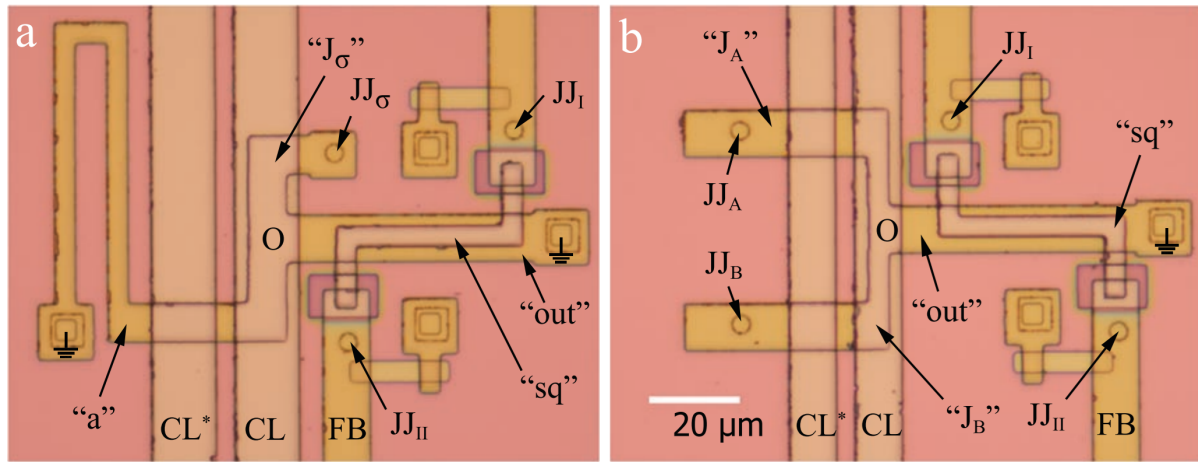 a
“Jσ”
JJσ
JJI
O
“out”
“sq”
“a”
CL*
CL
FB
JJII
b
“JA”
JJI
“sq”
JJA
O
JJB
“out”
20 μm
CL*
CL
“JB”
JJII
FB